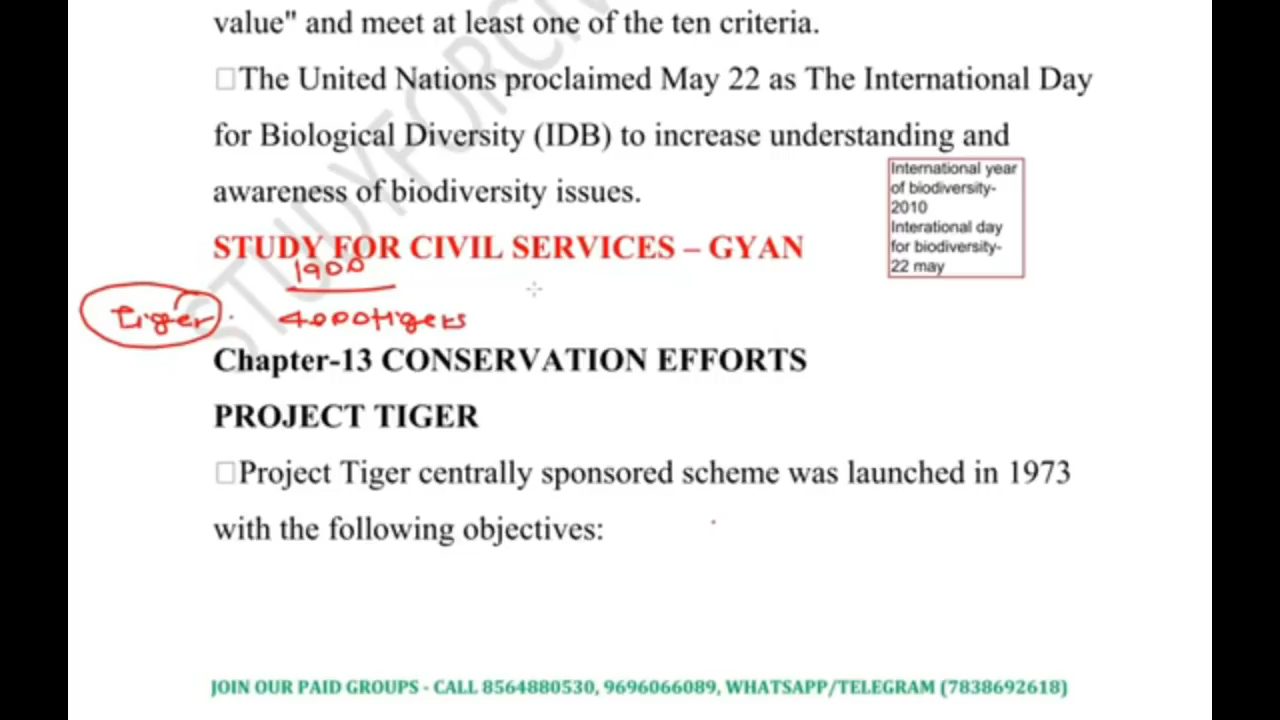 value" and meet at least one of the ten criteria.
The United Nations proclaimed May 22 as The International Day
for Biological Diversity (IDB) to increase understanding and
awareness of biodiversity issues.
International year
of biodiversity-
2010
Interational day
for biodiversity-
22 may
STUDY FOR CIVIL SERVICES – GYAN
1900
Tiger.
4000tigers
Chapter-13 CONSERVATION EFFORTS
PROJECT TIGER
Project Tiger centrally sponsored scheme was launched in 1973
with the following objectives:
JOIN OUR PAID GROUPS - CALL 8564880530, 9696066089, WHATSAPP/TELEGRAM (7838692618)
STUDYFORCIV